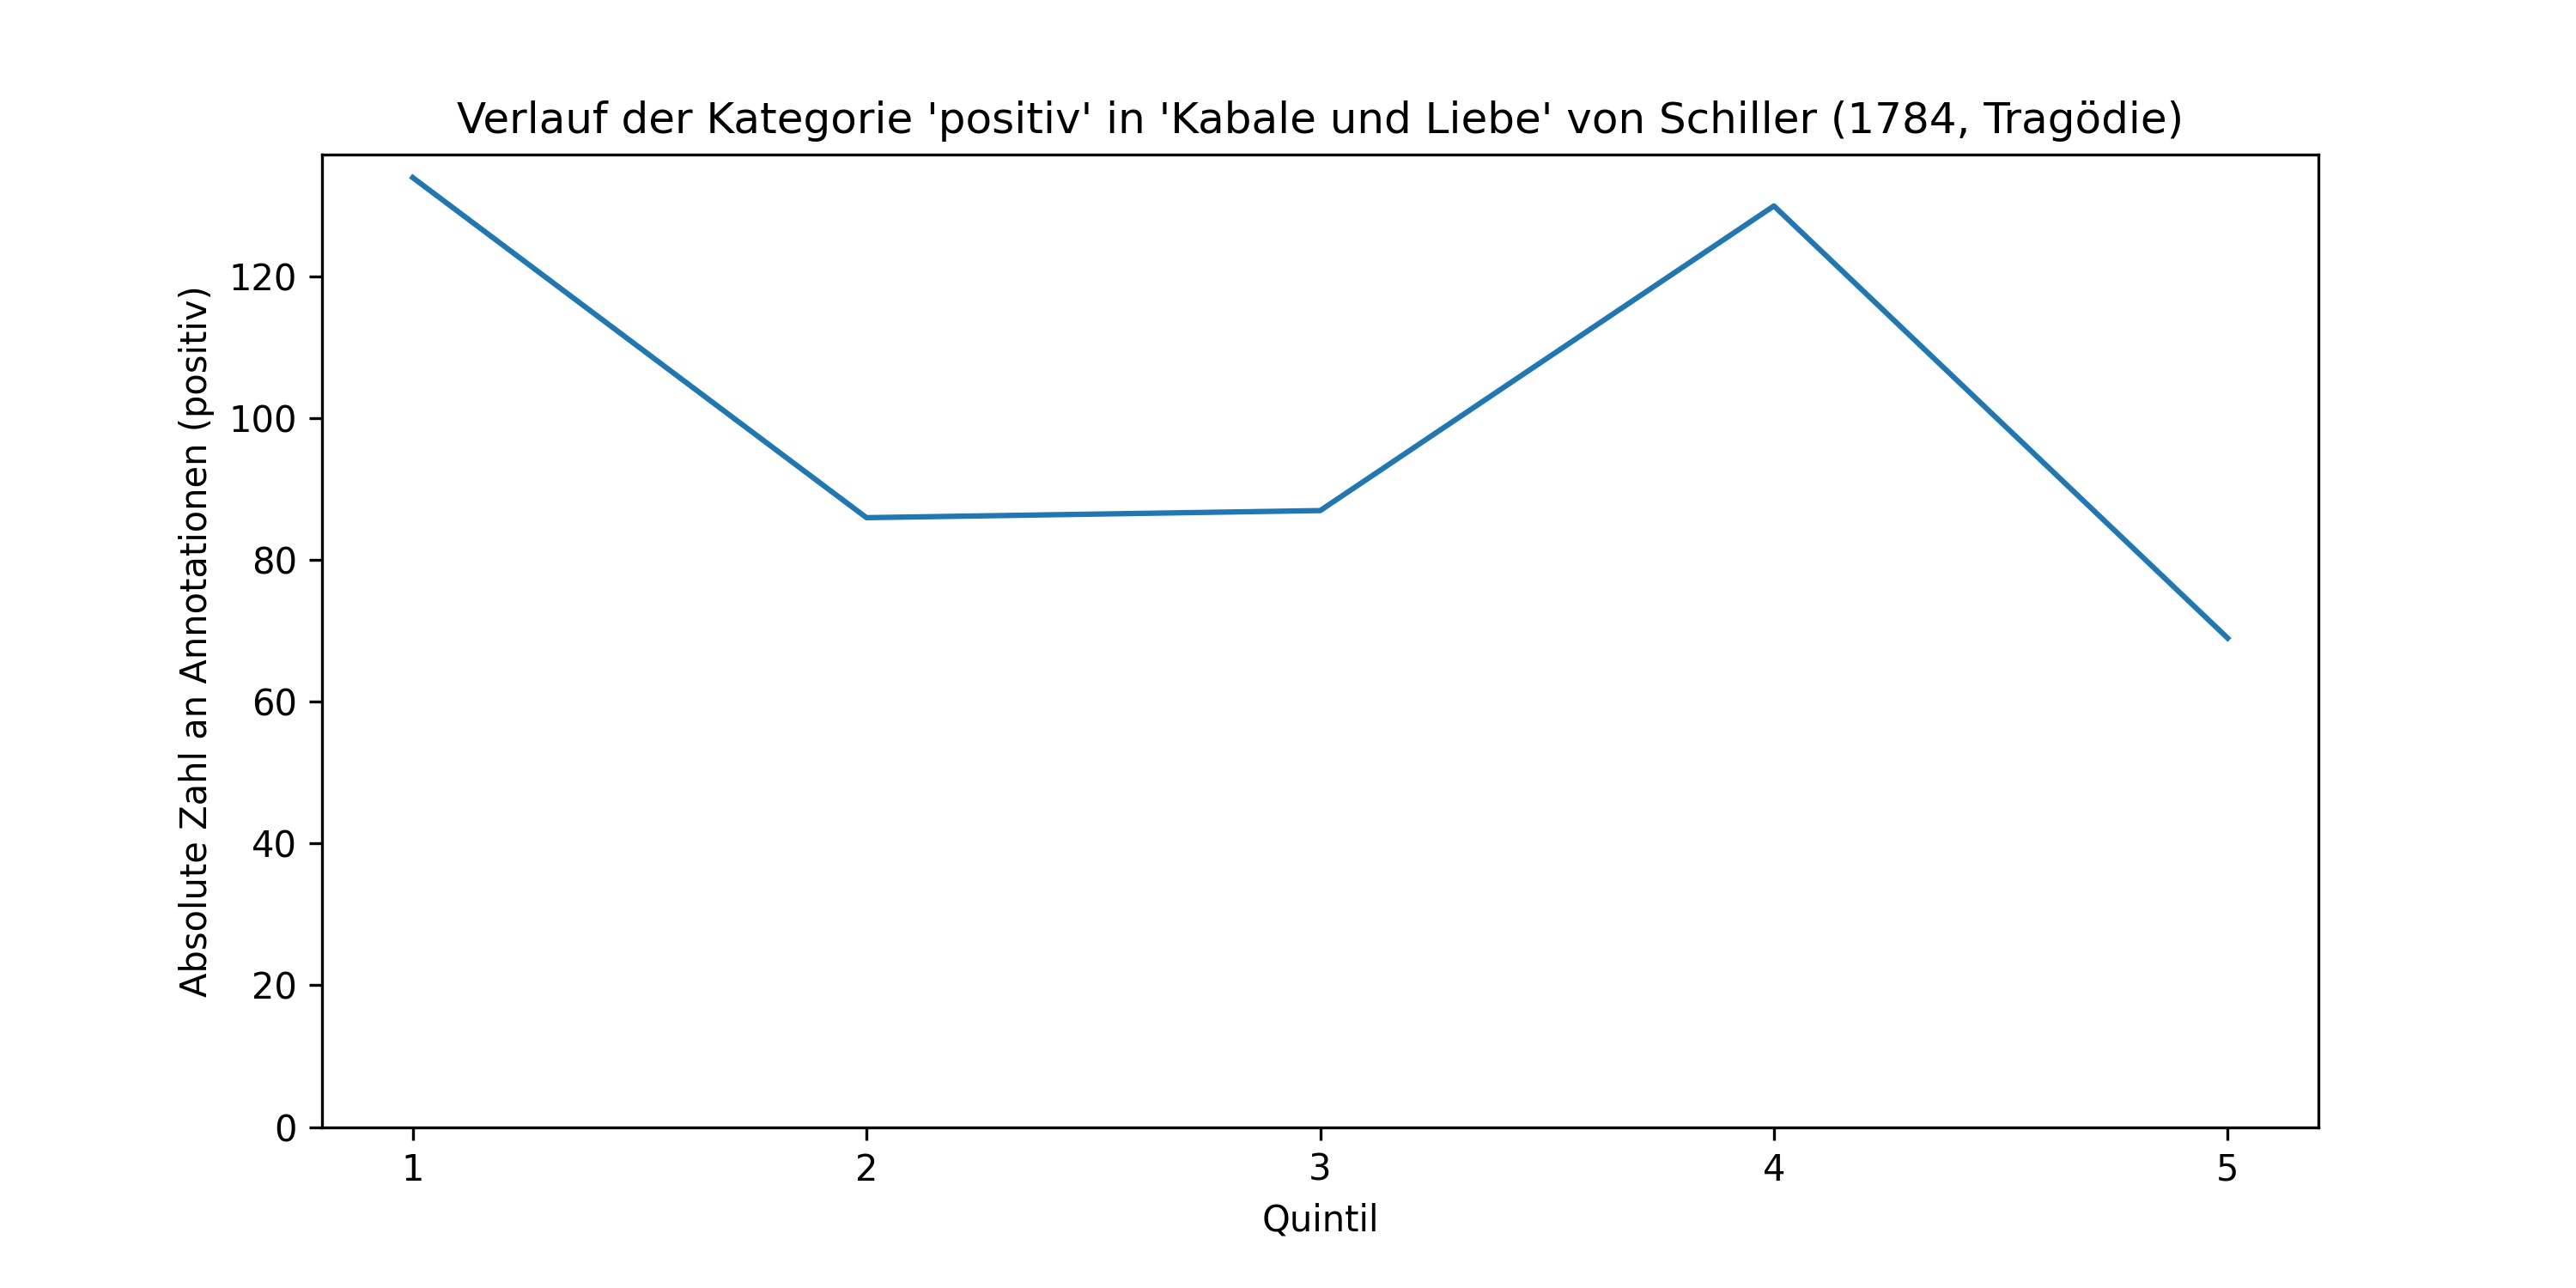 Verlauf der Kategorie 'positiv' in 'Kabale und Liebe' von Schiller (1784, Tragödie)
Absolute Zahl an Annotationen (positiv)
120
100
80
60
40
20
0
1 2 3 4 5
Quintil